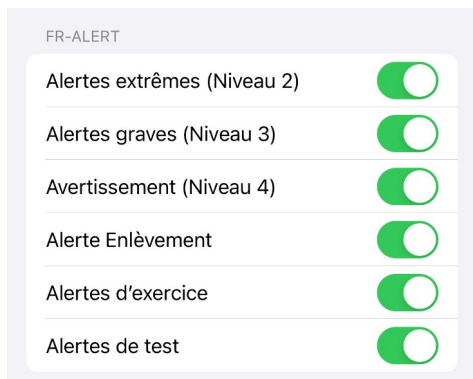 FR-ALERT
Alertes extrêmes (Niveau 2)
Alertes graves (Niveau 3)
Avertissement (Niveau 4)
Alerte Enlèvement
Alertes d’exercice
Alertes de test